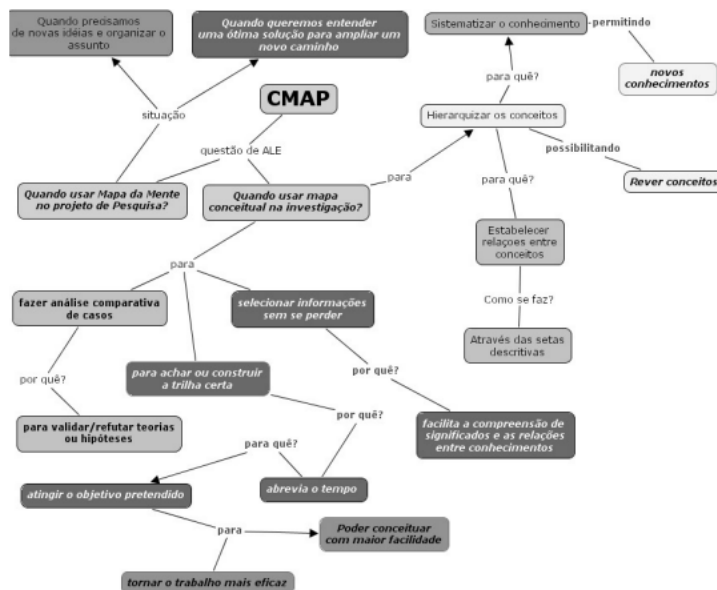 Quando precisamos
de novas idéias e organizar o
assunto
Quando queremos entender
uma ótima solução para ampliar um
novo caminho
Sistematizar o conhecimento
permitindo
novos
conhecimentos
CMAP
para quê?
situação
Hierarquizar os conceitos
questão de ALE
possibilitando
para
Quando usar Mapa da Mente
no projeto de Pesquisa?
Quando usar mapa
conceitual na investigação?
para quê?
Rever conceitos
Estabelecer
relaçoes entre
conceitos
para
fazer análise comparativa
de casos
selecionar informações
sem se perder
Como se faz?
Através das setas
descritivas
por quê?
para achar ou construir
a trilha certa
por quê?
para validar/refutar teorias
ou hipóteses
por quê?
facilita a compreensão de
significados e as relações
entre conhecimentos
para quê?
atingir o objetivo pretendido
abrevia o tempo
para
Poder conceituar
com maior facilidade
tornar o trabalho mais eficaz